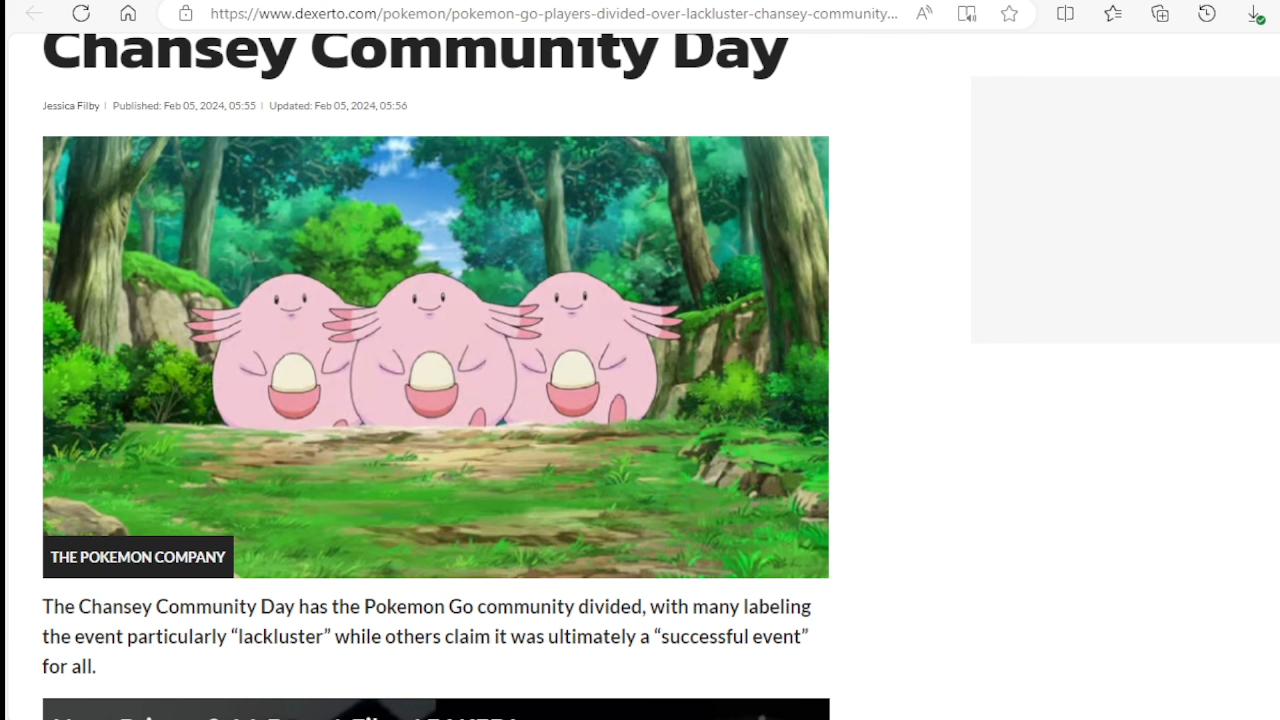 https://www.dexerto.com/pokemon/pokemon-go-players-divided-over-lackluster-chansey-community...
Chansey Community Day
Jessica Filby | Published: Feb 05, 2024, 05:55 | Updated: Feb 05, 2024, 05:56
THE POKEMON COMPANY
The Chansey Community Day has the Pokemon Go community divided, with many labeling
the event particularly “lackluster” while others claim it was ultimately a “successful event”
for all.